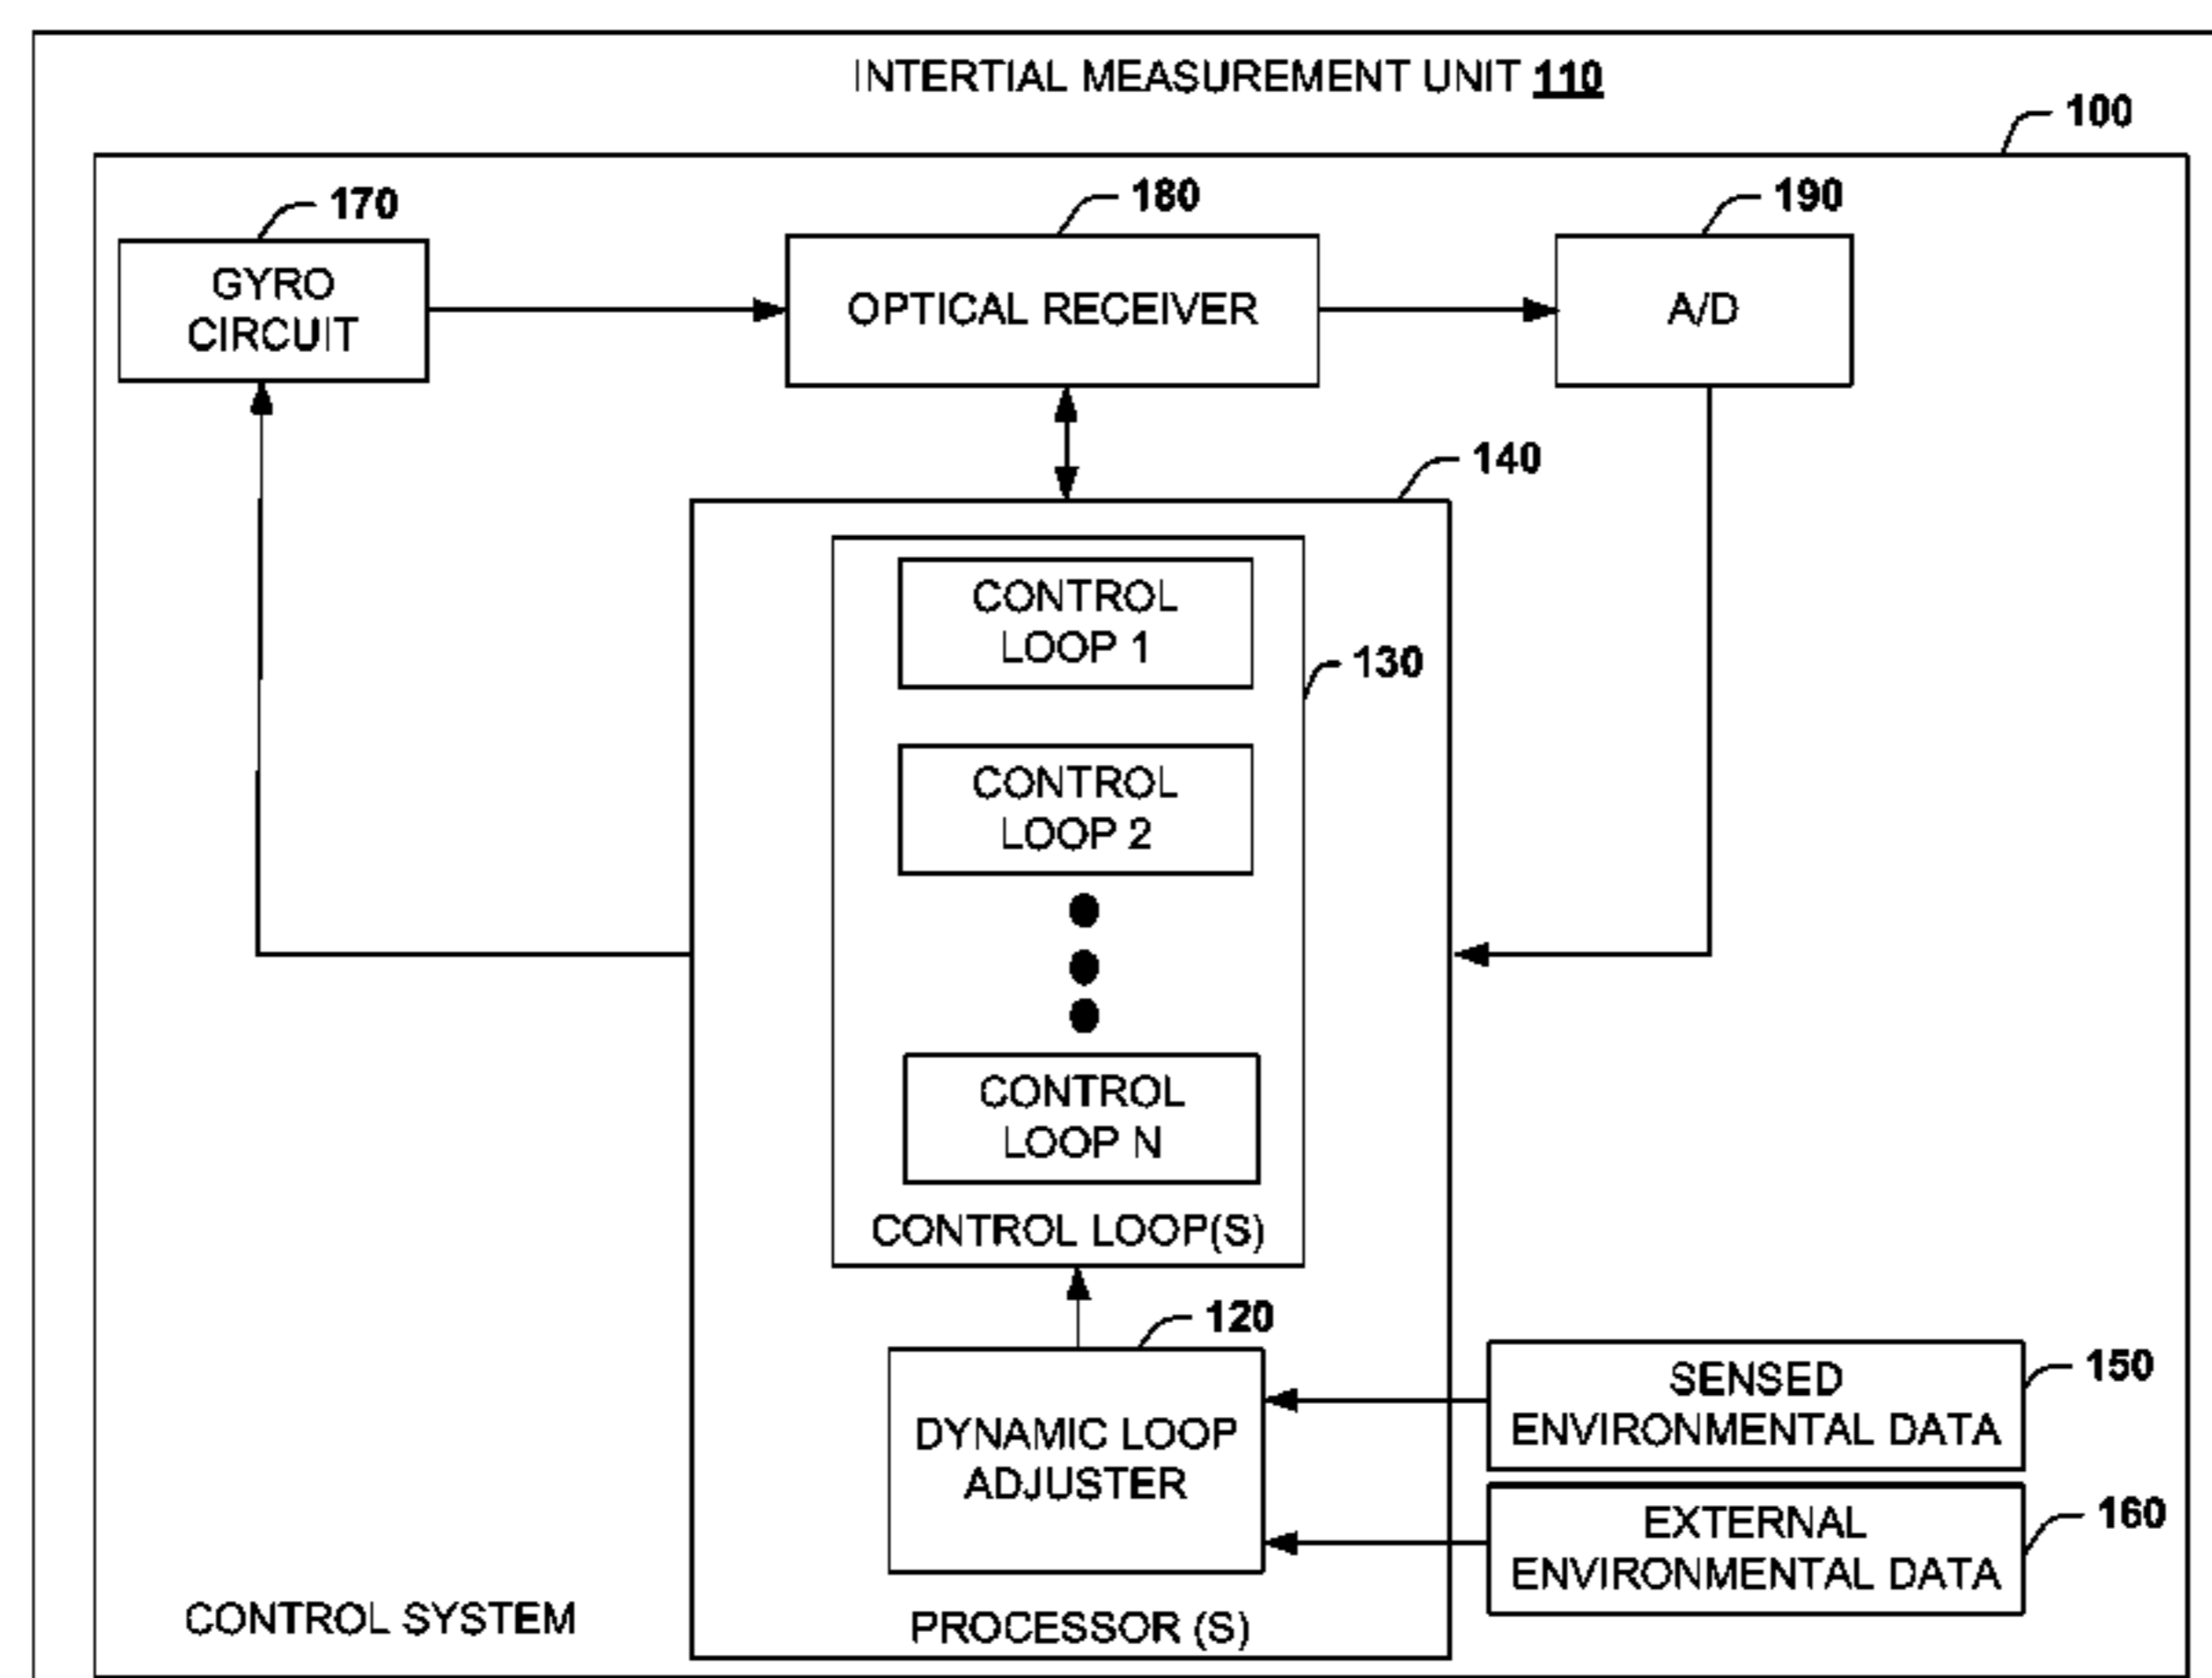 INTERTIAL MEASUREMENT UNIT 110
100
170
180
190
GYRO
CIRCUIT
OPTICAL RECEIVER
A/D
140
CONTROL
LOOP 1
130
CONTROL
LOOP 2
CONTROL
LOOP N
CONTROL LOOP(S)
120
DYNAMIC LOOP
ADJUSTER
SENSED
ENVIRONMENTAL DATA
150
EXTERNAL
ENVIRONMENTAL DATA
160
CONTROL SYSTEM
PROCESSOR (S)